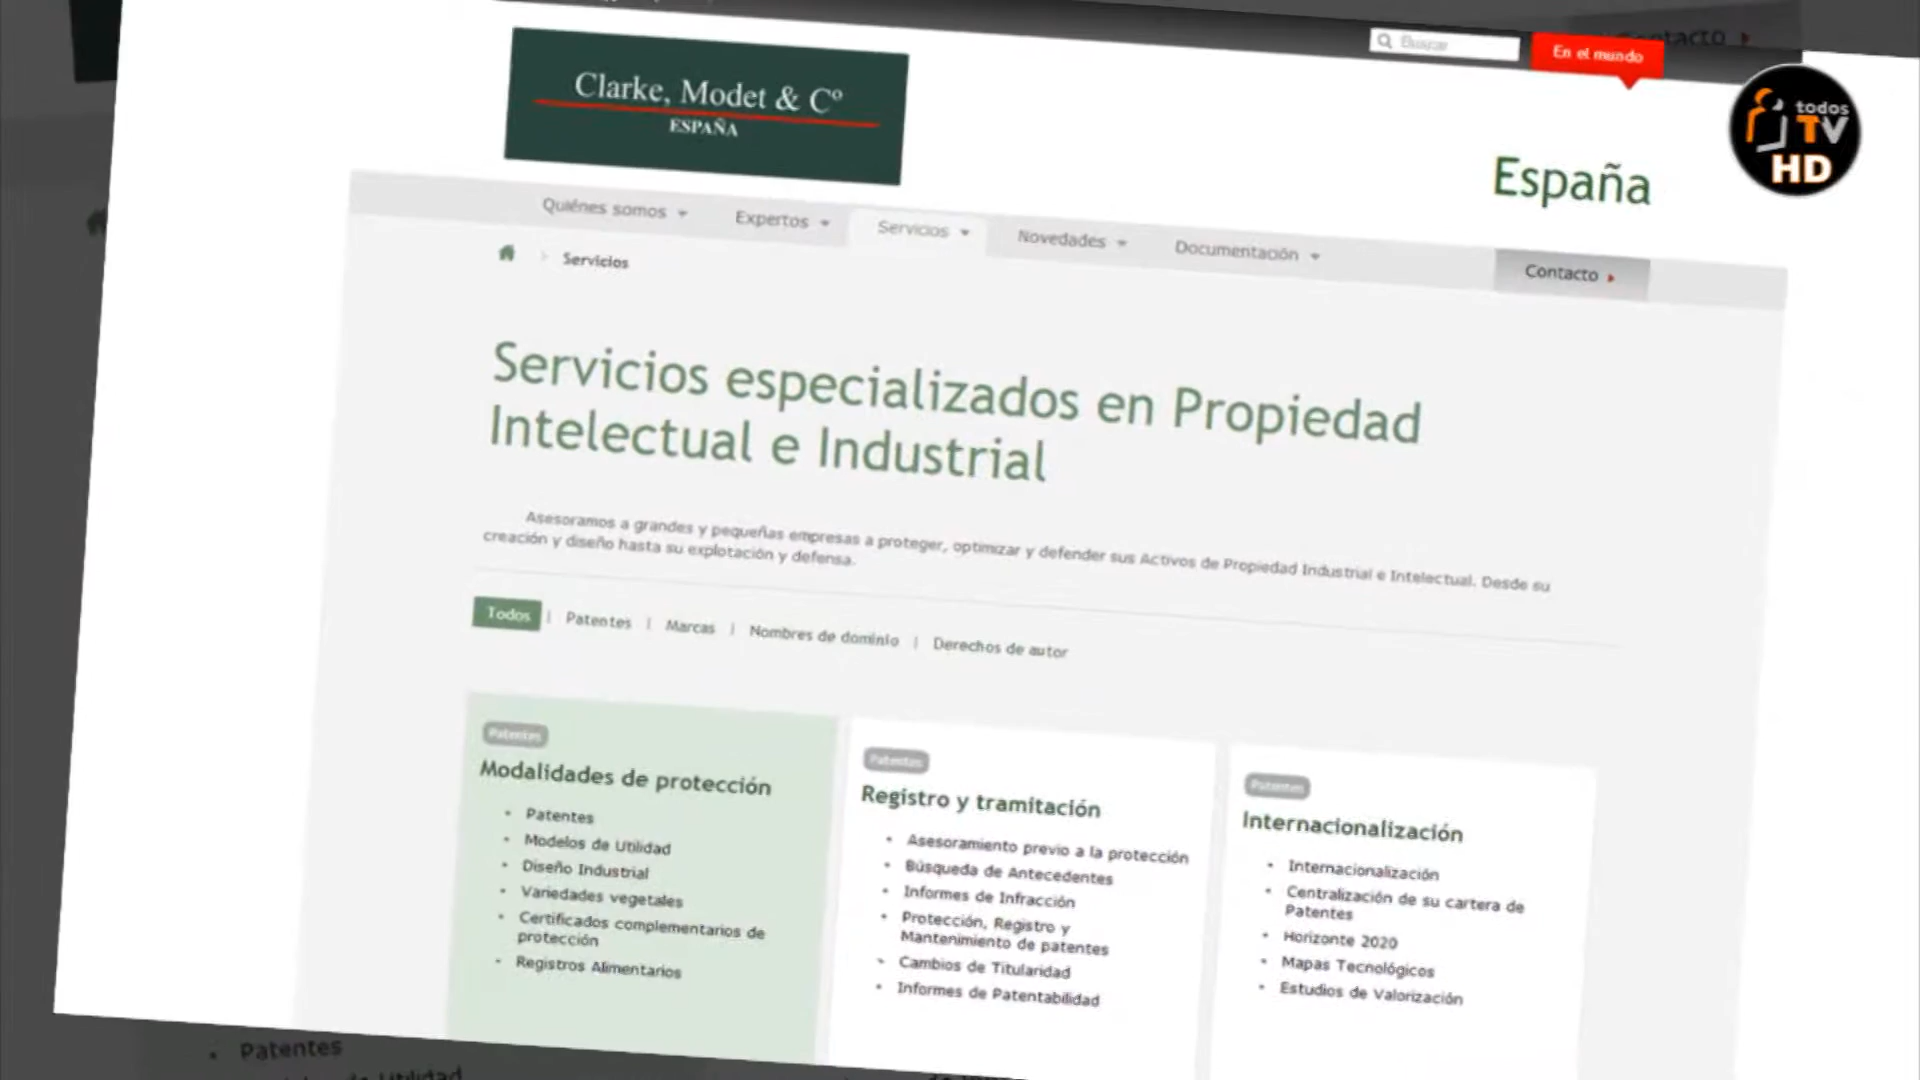 Buscar
En el mundo
Contacto
Clarke, Modet & Cº
ESPAÑA
todos
TV
HD
España
Quiénes somos
Expertos
Servicios
Novedades
Documentación
Contacto
Servicios
Servicios especializados en Propiedad
Intelectual e Industrial
Asesoramos a grandes y pequeñas empresas a proteger, optimizar y defender sus Activos de Propiedad Industrial e Intelectual. Desde su
creación y diseño hasta su explotación y defensa.
Todos | Patentes | Marcas | Nombres de dominio | Derechos de autor
Patentes
Modalidades de protección
• Patentes
• Modelos de Utilidad
• Diseño Industrial
• Variedades vegetales
• Certificados complementarios de
protección
• Registros Alimentarios
Patentes
Registro y tramitación
• Asesoramiento previo a la protección
• Búsqueda de Antecedentes
• Informes de Infracción
• Protección, Registro y
Mantenimiento de patentes
• Cambios de Titularidad
• Informes de Patentabilidad
Patentes
Internacionalización
• Internacionalización
• Centralización de su cartera de
Patentes
• Horizonte 2020
• Mapas Tecnológicos
• Estudios de Valorización
• Patentes
Utilidad